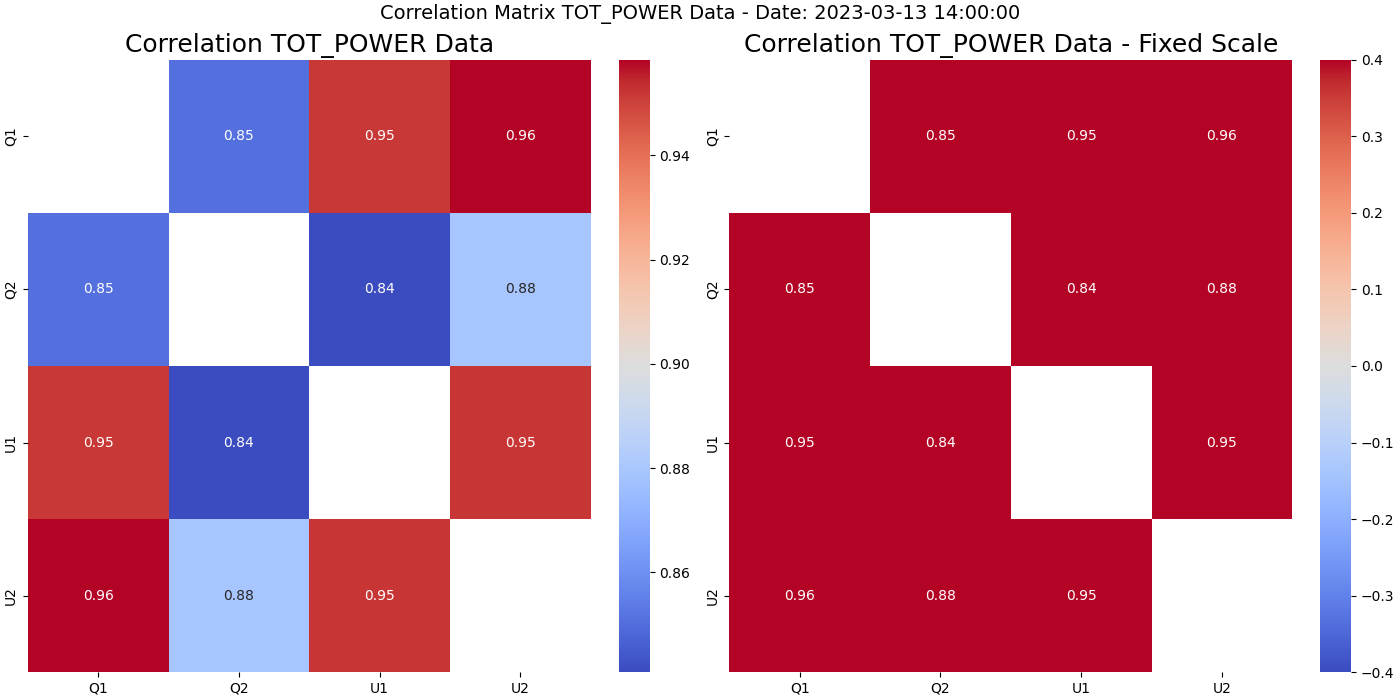 Correlation Matrix TOT_POWER Data - Date: 2023-03-13 14:00:00
Correlation TOT_POWER Data
Q1
0.85
0.95
0.96
Q2
0.85
0.84
0.88
U1
0.95
0.84
0.95
U2
0.96
0.88
0.95
Q1
Q2
U1
U2
0.94
0.92
0.90
0.88
0.86
Correlation TOT_POWER Data - Fixed Scale
Q1
0.85
0.95
0.96
Q2
0.85
0.84
0.88
U1
0.95
0.84
0.95
U2
0.96
0.88
0.95
Q1
Q2
U1
U2
0.4
0.3
0.2
0.1
0.0
−0.1
−0.2
−0.3
−0.4